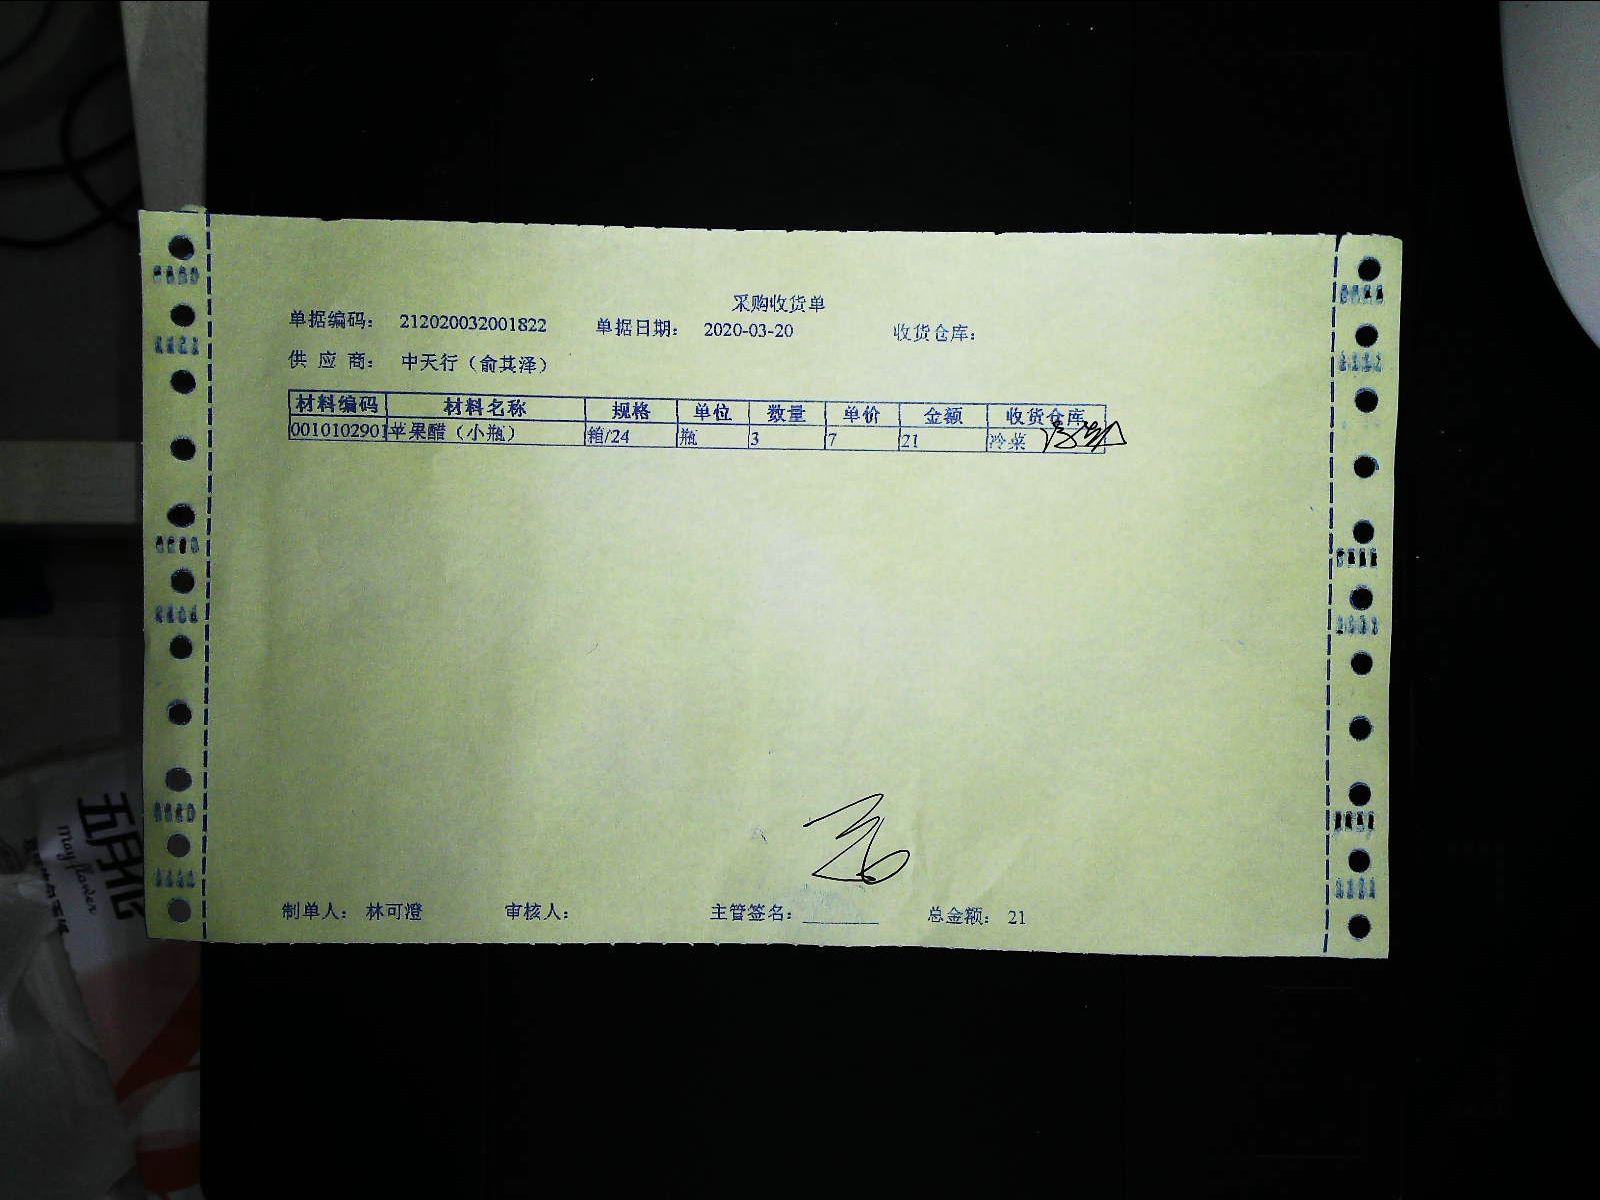 采购收货单
单据编码： 212020032001822 单据日期： 2020-03-20 收货仓库：
供 应 商： 中天行（俞其泽）
材料编码 材料名称 规格 单位 数量 单价 金额 收货仓库
0010102901 苹果醋（小瓶） 箱/24 瓶 3 7 21 冷菜
制单人： 林可澄 审核人： 主管签名： 总金额： 21
五月花
Mayflower